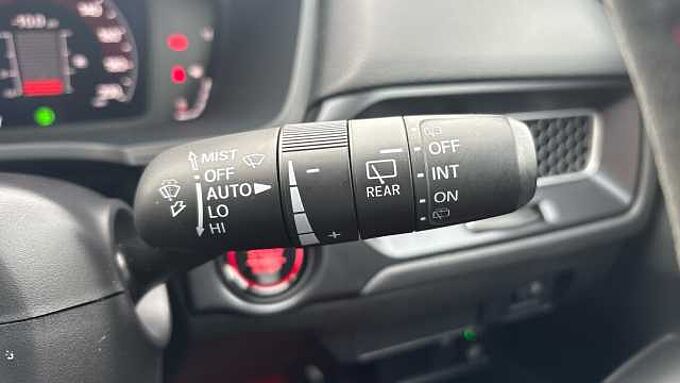 MIST
OFF
AUTO
LO
HI
-
+
REAR
OFF
INT
ON